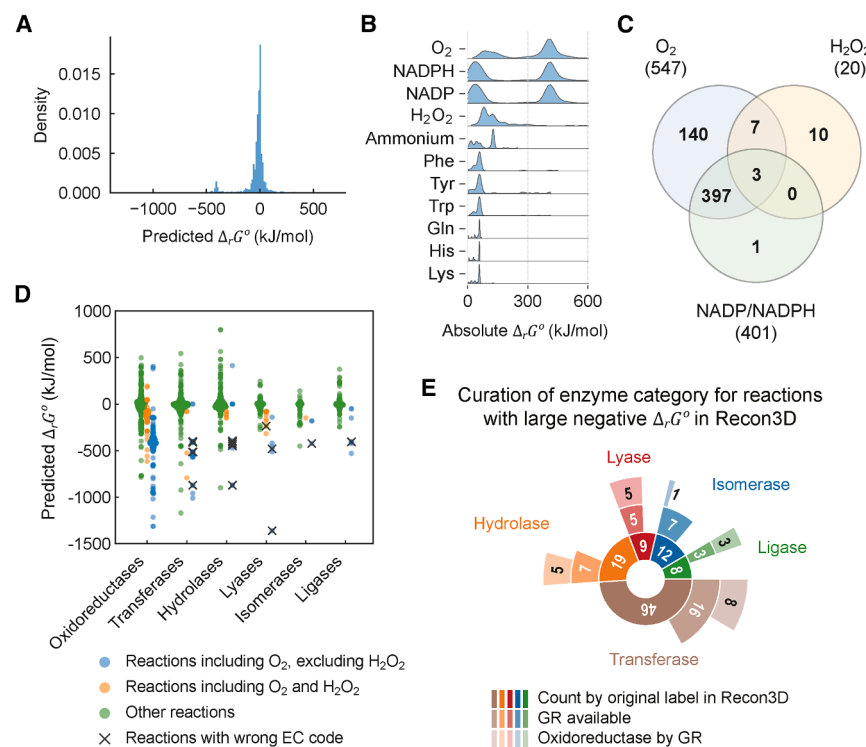 A
Density
0.015
0.010
0.005
0.000
−1000
−500
0
500
Predicted ΔrG° (kJ/mol)
B
O2
NADPH
NADP
H2O2
Ammonium
Phe
Tyr
Trp
Gln
His
Lys
0
300
600
Absolute ΔrG° (kJ/mol)
C
O2
(547)
H2O2
(20)
140
7
10
3
397
0
1
NADP/NADPH
(401)
D
Predicted ΔrG° (kJ/mol)
1000
500
0
-500
-1000
-1500
Oxidoreductases
Transferases
Hydrolases
Lyases
Isomerases
Ligases
Reactions including O2, excluding H2O2
Reactions including O2 and H2O2
Other reactions
Reactions with wrong EC code
E
Curation of enzyme category for reactions
with large negative ΔrG° in Recon3D
Lyase
5
5
9
Isomerase
1
7
12
Hydrolase
5
7
19
Ligase
3
3
8
46
16
8
Transferase
Count by original label in Recon3D
GR available
Oxidoreductase by GR